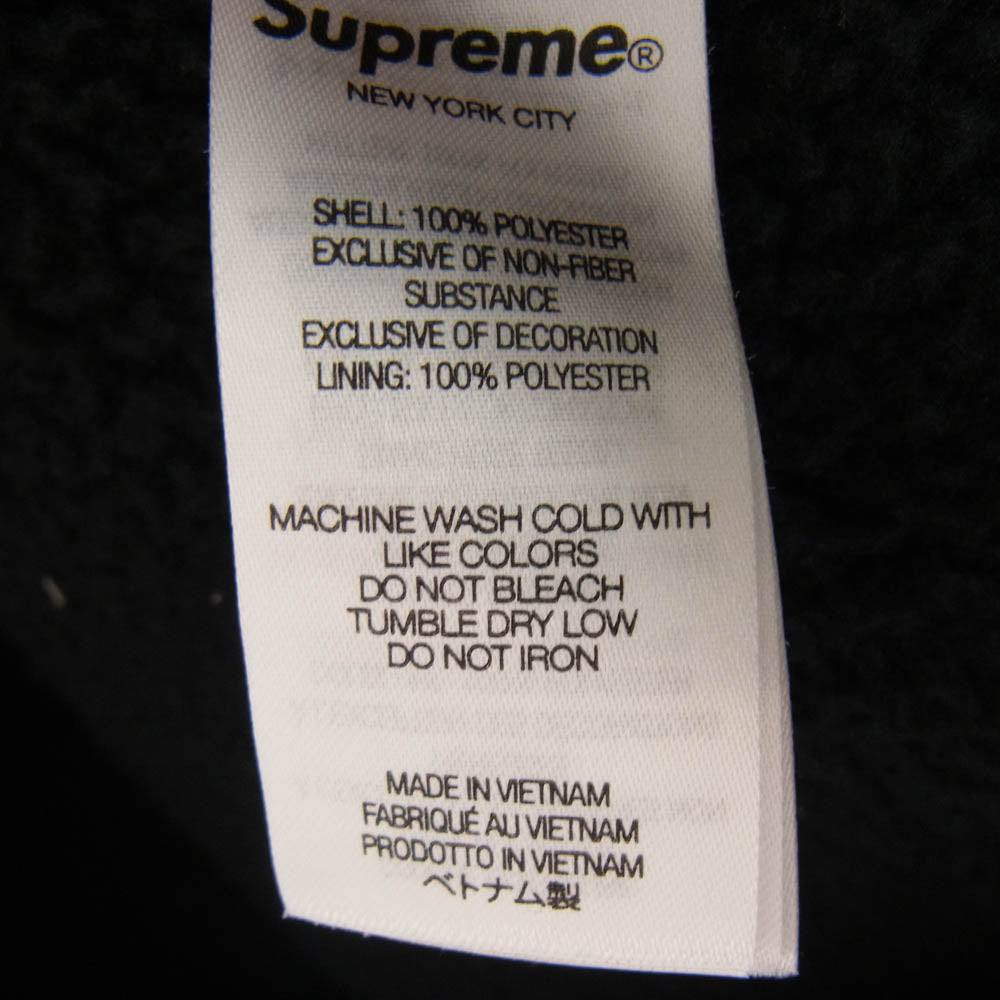 Supreme®
NEW YORK CITY
SHELL: 100% POLYESTER
EXCLUSIVE OF NON-FIBER
SUBSTANCE
EXCLUSIVE OF DECORATION
LINING: 100% POLYESTER
MACHINE WASH COLD WITH
LIKE COLORS
DO NOT BLEACH
TUMBLE DRY LOW
DO NOT IRON
MADE IN VIETNAM
FABRIQUÉ AU VIETNAM
PRODOTTO IN VIETNAM
ベトナム製